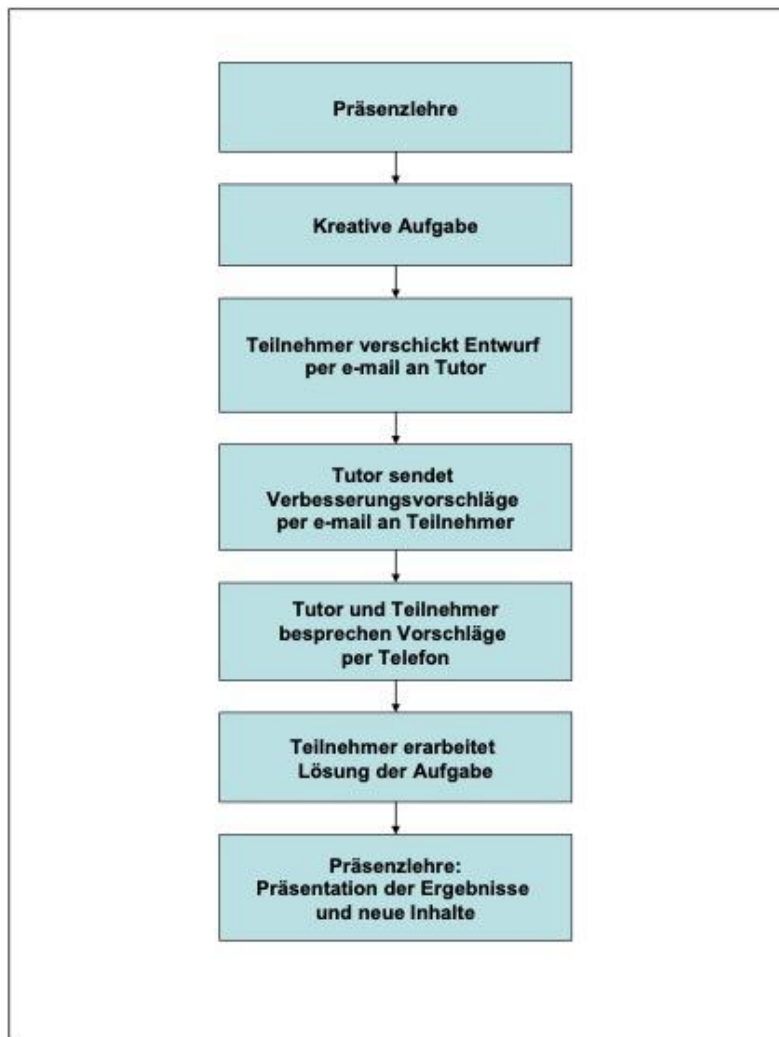 Präsenzlehre
Kreative Aufgabe
Teilnehmer verschickt Entwurf
per e-mail an Tutor
Tutor sendet
Verbesserungsvorschläge
per e-mail an Teilnehmer
Tutor und Teilnehmer
besprechen Vorschläge
per Telefon
Teilnehmer erarbeitet
Lösung der Aufgabe
Präsenzlehre:
Präsentation der Ergebnisse
und neue Inhalte